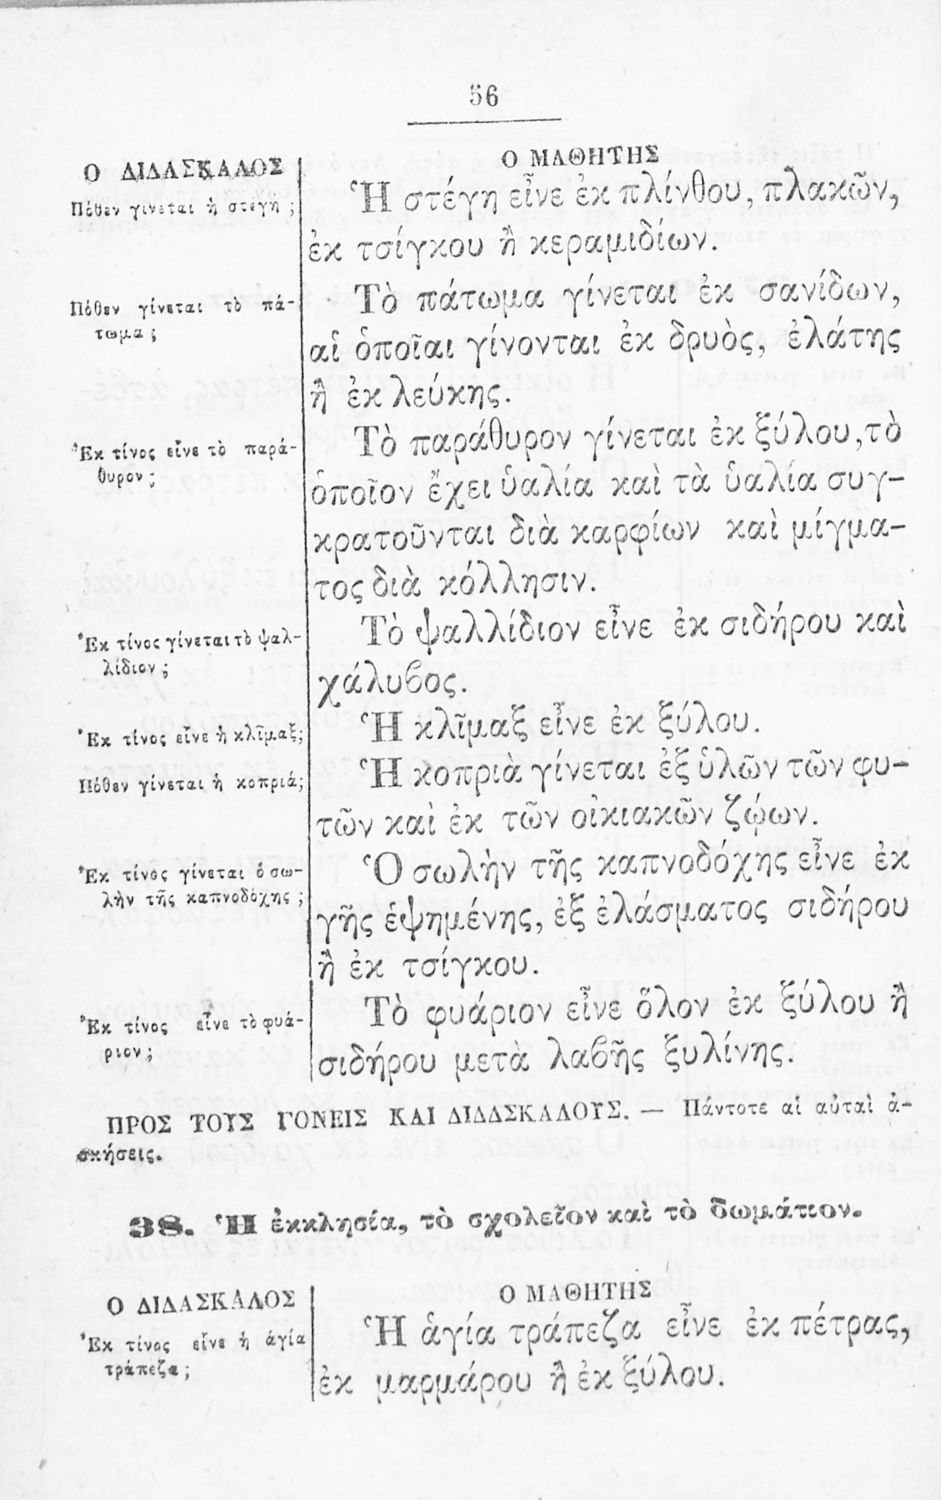 56
Ο ΔΙΔΑΣΚΑΛΟΣ
Ο ΜΑΘΗΤΗΣ
Πόθεν γίνεται ἡ στέγη ;
Ἡ στέγη εἶνε ἐκ πλίνθου, πλακῶν,
ἐκ τσίγκου ἢ κεραμιδίων.
Πόθεν γίνεται τὸ πά-
τωμα ;
Τὸ πάτωμα γίνεται ἐκ σανίδων,
αἱ ὁποῖαι γίνονται ἐκ δρυὸς, ἐλάτης
ἢ ἐκ λεύκης.
Ἐκ τίνος εἶνε τὸ παρά-
θυρον ;
Τὸ παράθυρον γίνεται ἐκ ξύλου, τὸ
ὁποῖον ἔχει ὑαλία καὶ τὰ ὑαλία συγ-
κρατοῦνται διὰ καρφίων καὶ μίγμα-
τος διὰ κόλλησιν.
Ἐκ τίνος γίνεται τὸ ψαλ-
λίδιον ;
Τὸ ψαλλίδιον εἶνε ἐκ σιδήρου καὶ
χάλυβος.
Ἐκ τίνος εἶνε ἡ κλῖμαξ;
Ἡ κλῖμαξ εἶνε ἐκ ξύλου.
Πόθεν γίνεται ἡ κοπριά;
Ἡ κοπριὰ γίνεται ἐξ ὑλῶν τῶν φυ-
τῶν καὶ ἐκ τῶν οἰκιακῶν ζῴων.
Ἐκ τίνος γίνεται ὁ σω-
λὴν τῆς καπνοδόχης ;
Ὁ σωλὴν τῆς καπνοδόχης εἶνε ἐκ
γῆς ἑψημένης, ἐξ ἐλάσματος σιδήρου
ἢ ἐκ τσίγκου.
Ἐκ τίνος εἶνε τὸ φυά-
ριον ;
Τὸ φυάριον εἶνε ὅλον ἐκ ξύλου ἢ
σιδήρου μετὰ λαβῆς ξυλίνης.
ΠΡΟΣ ΤΟΥΣ ΓΟΝΕΙΣ ΚΑΙ ΔΙΔΑΣΚΑΛΟΥΣ. — Πάντοτε αἱ αὐταὶ ἀ-
σκήσεις.
38. Ἡ ἐκκλησία, τὸ σχολεῖον καὶ τὸ δωμάτιον.
Ο ΔΙΔΑΣΚΑΛΟΣ
Ο ΜΑΘΗΤΗΣ
Ἐκ τίνος εἶνε ἡ ἁγία
τράπεζα ;
Ἡ ἁγία τράπεζα εἶνε ἐκ πέτρας,
ἐκ μαρμάρου ἢ ἐκ ξύλου.